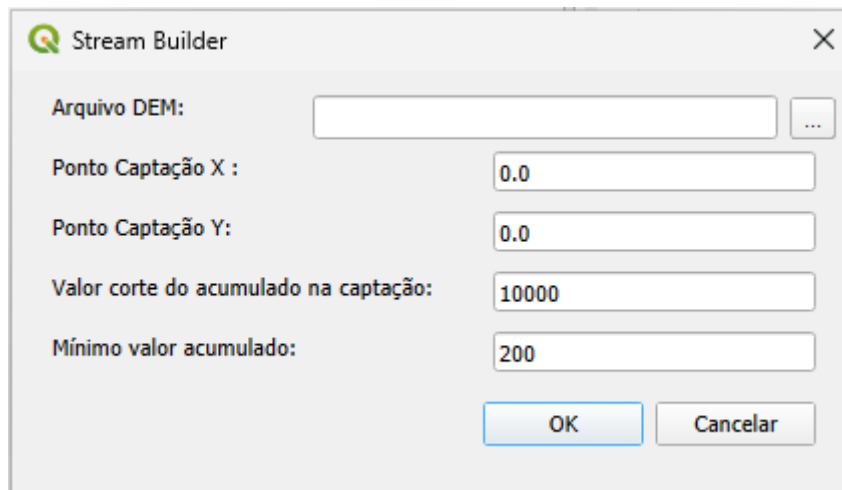 Stream Builder
Arquivo DEM:
...
Ponto Captação X :
0.0
Ponto Captação Y:
0.0
Valor corte do acumulado na captação:
10000
Mínimo valor acumulado:
200
OK
Cancelar